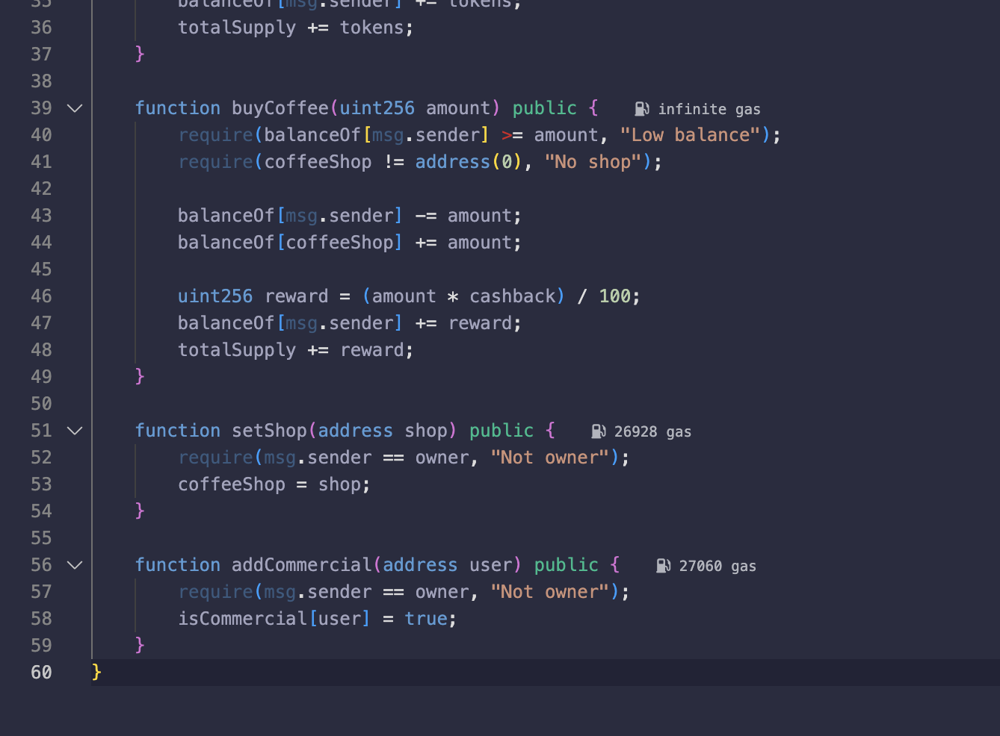 35 balanceOf[msg.sender] += tokens;
36 totalSupply += tokens;
37 }
38
39 function buyCoffee(uint256 amount) public { infinite gas
40 require(balanceOf[msg.sender] >= amount, "Low balance");
41 require(coffeeShop != address(0), "No shop");
42
43 balanceOf[msg.sender] -= amount;
44 balanceOf[coffeeShop] += amount;
45
46 uint256 reward = (amount * cashback) / 100;
47 balanceOf[msg.sender] += reward;
48 totalSupply += reward;
49 }
50
51 function setShop(address shop) public { 26928 gas
52 require(msg.sender == owner, "Not owner");
53 coffeeShop = shop;
54 }
55
56 function addCommercial(address user) public { 27060 gas
57 require(msg.sender == owner, "Not owner");
58 isCommercial[user] = true;
59 }
60 }